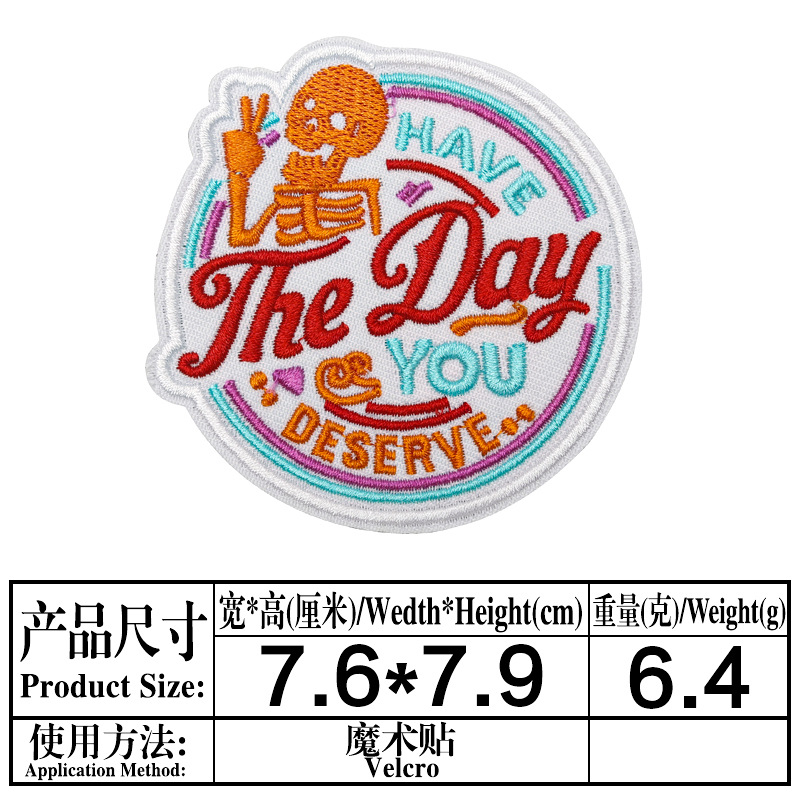 HAVE
The Day
YOU
DESERVE..
产品尺寸
Product Size:
宽*高(厘米)/Wedth*Height(cm)
重量(克)/Weight(g)
7.6*7.9
6.4
使用方法:
Application Method:
魔术贴
Velcro